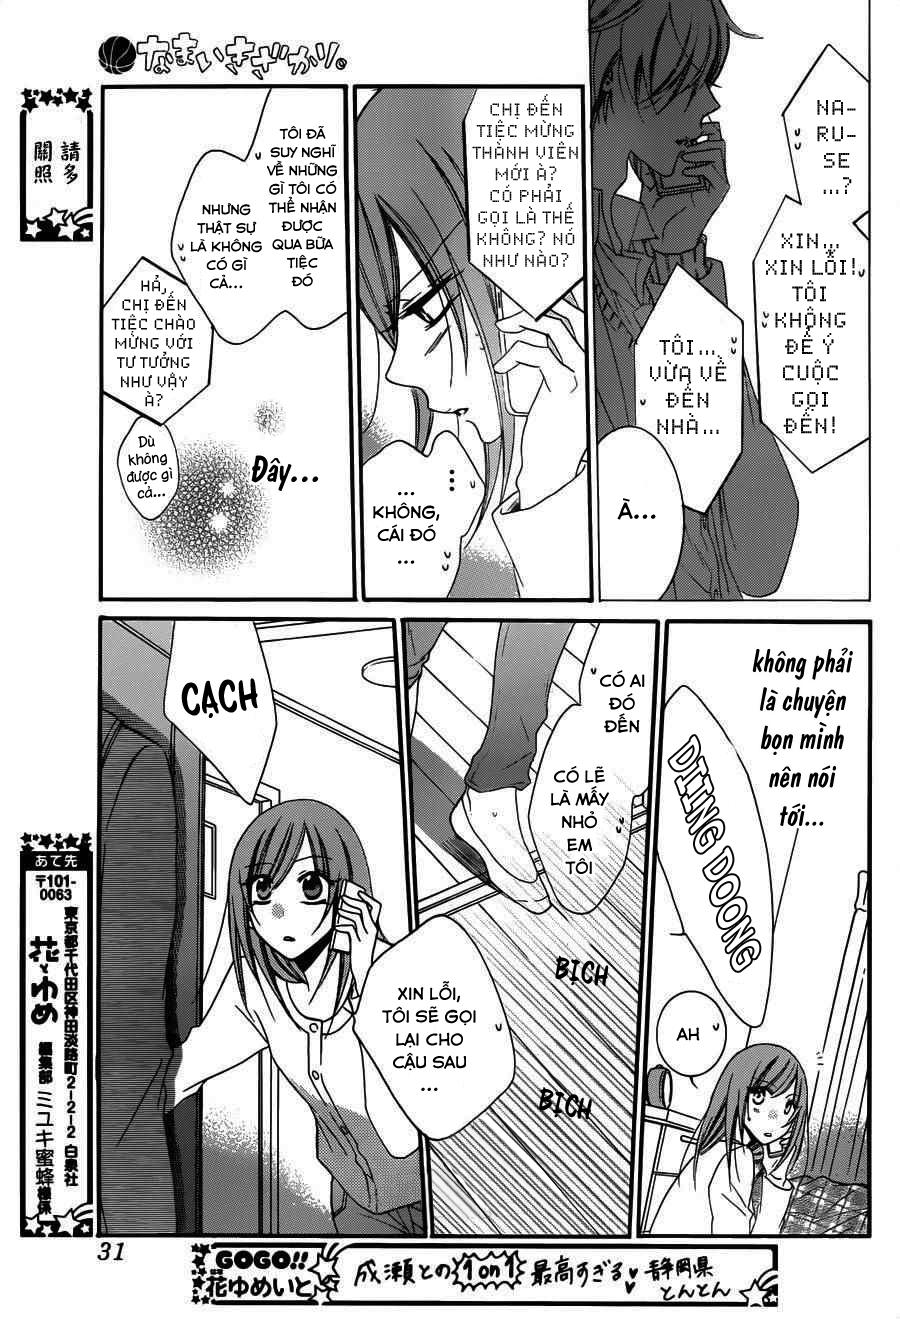 なまいきざかり。
NA-
RU-
SE
...?
XIN...
XIN LỖI!
TÔI
KHÔNG
ĐỂ Ý
CUỘC
GỌI
ĐẾN!
TÔI...
VỪA VỀ
ĐẾN
NHÀ...
À...
CHỊ ĐẾN
TIỆC MỪNG
THÀNH VIÊN
MỚI À?
CÓ PHẢI
GỌI LÀ THẾ
KHÔNG? NÓ
NHƯ NÀO?
...
...
KHÔNG,
CÁI ĐÓ
...
TÔI ĐÃ
SUY NGHĨ
VỀ NHỮNG
GÌ TÔI CÓ
THỂ NHẬN
ĐƯỢC
QUA BỮA
TIỆC
ĐÓ
NHƯNG
THẬT SỰ
LÀ KHÔNG
CÓ GÌ
CẢ...
HẢ,
CHỊ ĐẾN
TIỆC CHÀO
MỪNG VỚI
TƯ TƯỞNG
NHƯ VẬY
À?
Dù
không
được gì
cả...
Đây...
không phải
là chuyện
bọn mình
nên nói
tới...
DIING DOONG
AH
CÓ AI
ĐÓ
ĐẾN
CÓ LẼ
LÀ MẤY
NHỎ
EM
TÔI
BỊCH
BỊCH
CẠCH
XIN LỖI,
TÔI SẼ GỌI
LẠI CHO
CẬU SAU
...
請多
關照
あて先
〒101-
0063
東京都千代田区神田淡路町2-2-2 白泉社
花とゆめ
編集部 ミユキ蜜蜂様係
31
GOGO!!
花ゆめいと
成瀬との 1on1 最高すぎる♥
静岡県
とんとん